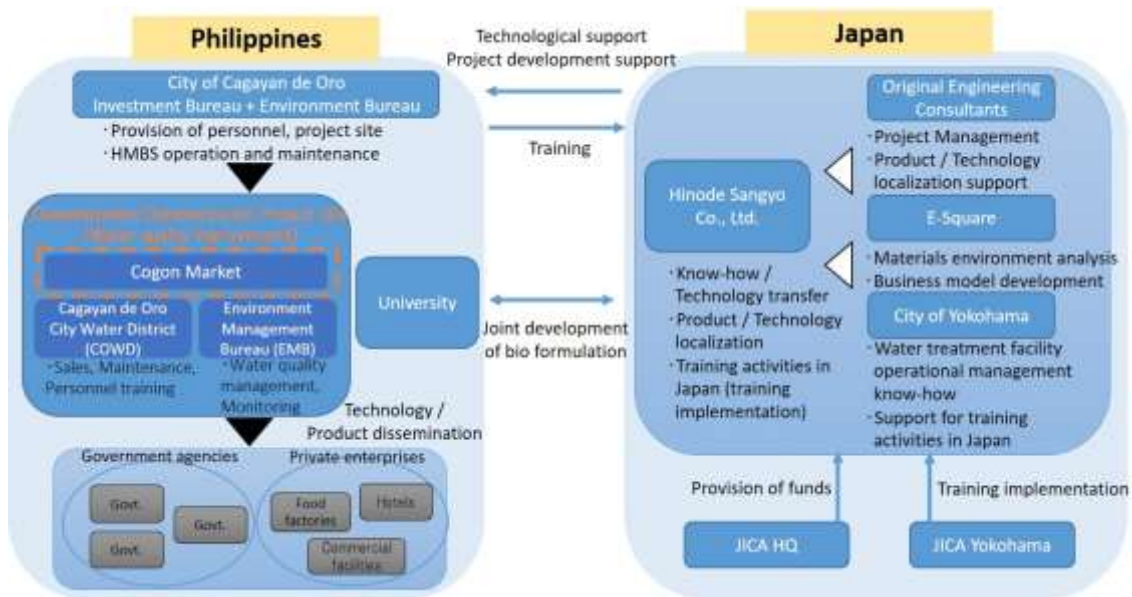 Philippines
City of Cagayan de Oro
Investment Bureau + Environment Bureau
·Provision of personnel, project site
·HMBS operation and maintenance
Cogon Market
Cagayan de Oro
City Water District
(COWD)
Environment
Management
Bureau (EMB)
·Sales, Maintenance,
Personnel training
·Water quality
management,
Monitoring
University
Technology /
Product dissemination
Government agencies
Private enterprises
Govt.
Govt.
Govt.
Food
factories
Hotels
Commercial
facilities
Technological support
Project development support
Training
Joint development
of bio formulation
Japan
Original Engineering
Consultants
·Project Management
·Product / Technology
localization support
Hinode Sangyo
Co., Ltd.
·Know-how /
Technology transfer
·Product / Technology
localization
·Training activities in
Japan (training
implementation)
E-Square
·Materials environment analysis
·Business model development
City of Yokohama
·Water treatment facility
operational management
know-how
·Support for training
activities in Japan
Provision of funds
Training implementation
JICA HQ
JICA Yokohama